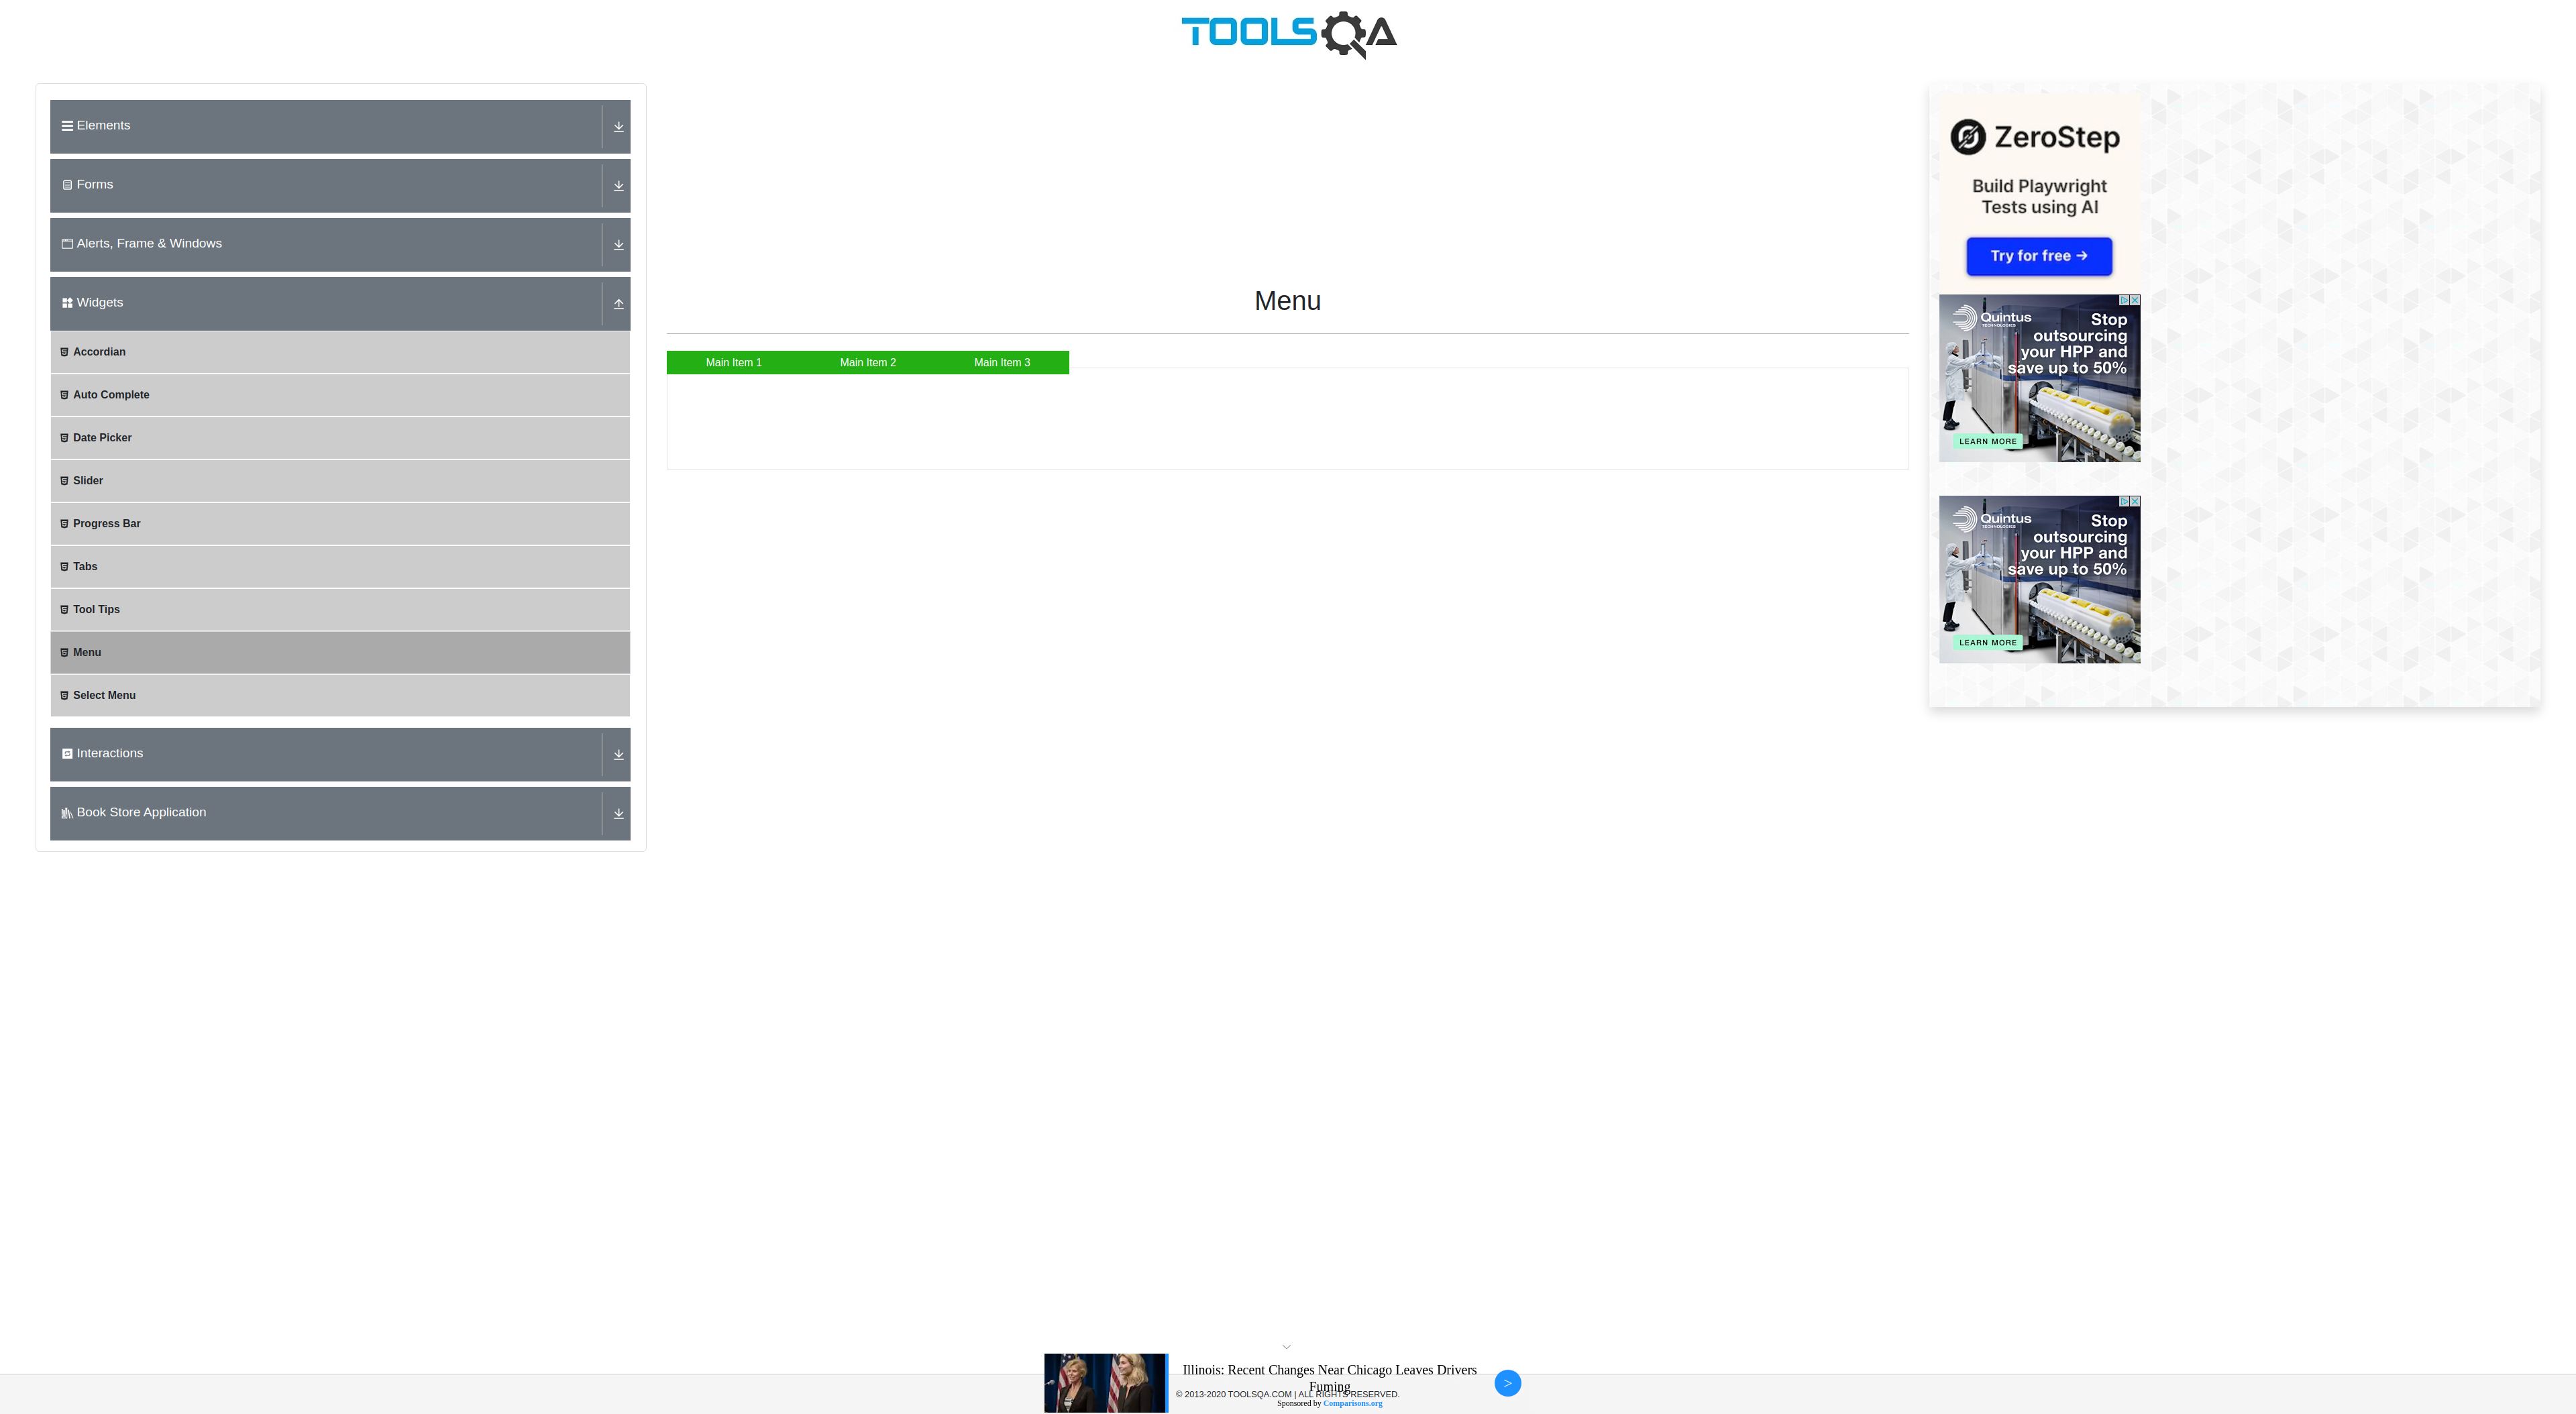 TOOLSQA
Elements
Forms
Alerts, Frame & Windows
Widgets
Accordian
Auto Complete
Date Picker
Slider
Progress Bar
Tabs
Tool Tips
Menu
Select Menu
Interactions
Book Store Application
Menu
Main Item 1
Main Item 2
Main Item 3
ZeroStep
Build Playwright
Tests using AI
Try for free →
Quintus
TECHNOLOGIES
Stop
outsourcing
your HPP and
save up to 50%
LEARN MORE
Quintus
TECHNOLOGIES
Stop
outsourcing
your HPP and
save up to 50%
LEARN MORE
Illinois: Recent Changes Near Chicago Leaves Drivers
Fuming
© 2013-2020 TOOLSQA.COM | ALL RIGHTS RESERVED.
Sponsored by Comparisons.org
>